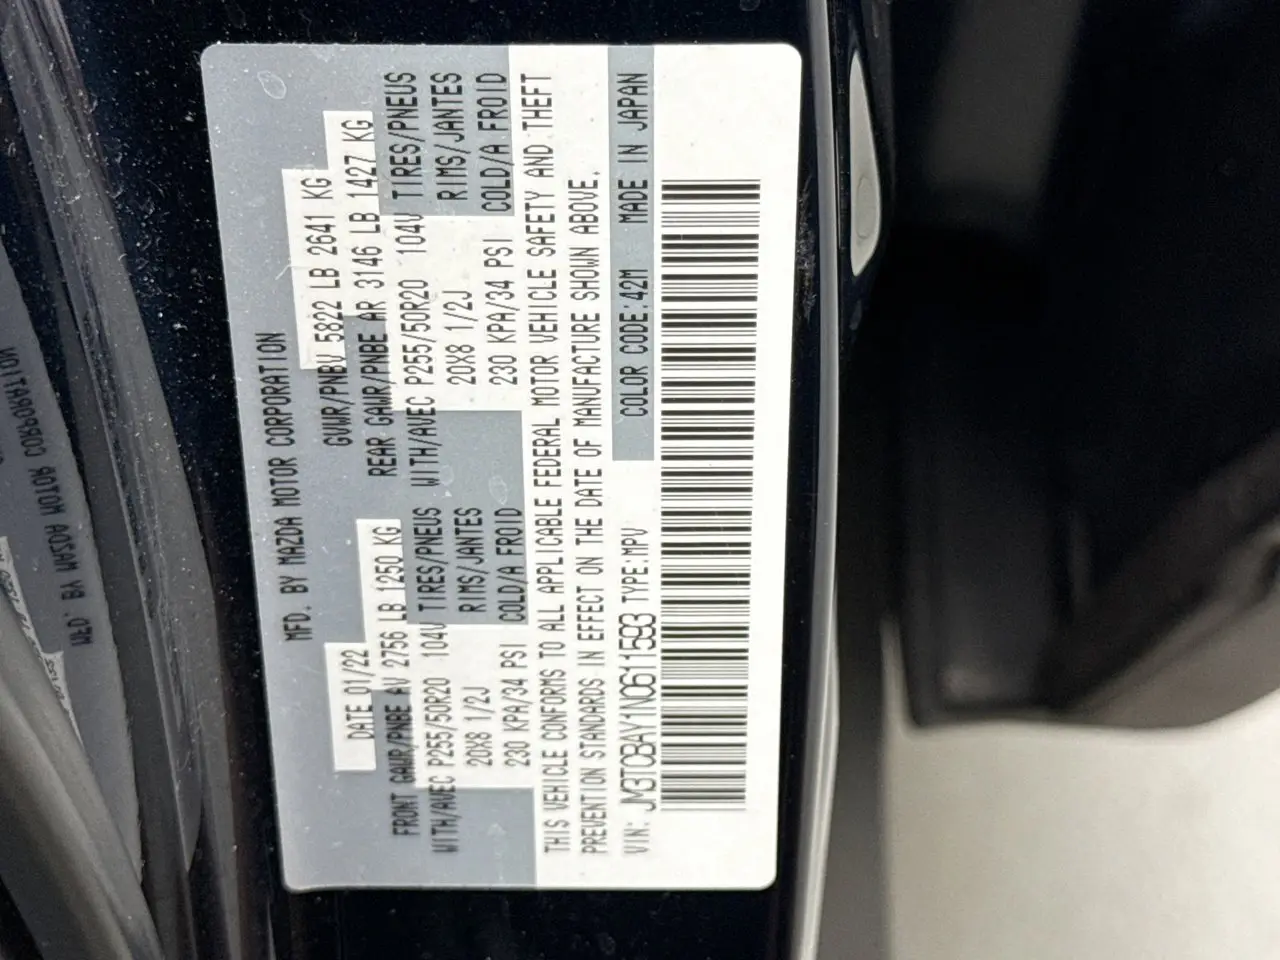 MFD. BY MAZDA MOTOR CORPORATION
DATE 01/22 GVWR/PNBV 5822 LB 2641 KG
FRONT GAWR/PNBE AV 2756 LB 1250 KG REAR GAWR/PNBE AR 3146 LB 1427 KG
WITH/AVEC P255/50R20 104V TIRES/PNEUS WITH/AVEC P255/50R20 104V TIRES/PNEUS
20X8 1/2J RIMS/JANTES 20X8 1/2J RIMS/JANTES
230 KPA/34 PSI COLD/A FROID 230 KPA/34 PSI COLD/A FROID
THIS VEHICLE CONFORMS TO ALL APPLICABLE FEDERAL MOTOR VEHICLE SAFETY AND THEFT
PREVENTION STANDARDS IN EFFECT ON THE DATE OF MANUFACTURE SHOWN ABOVE.
VIN: JM3TCBAY1N0611593 TYPE:MPV COLOR CODE:42M MADE IN JAPAN
MFD. BY MAZDA MOTOR CORPORATION